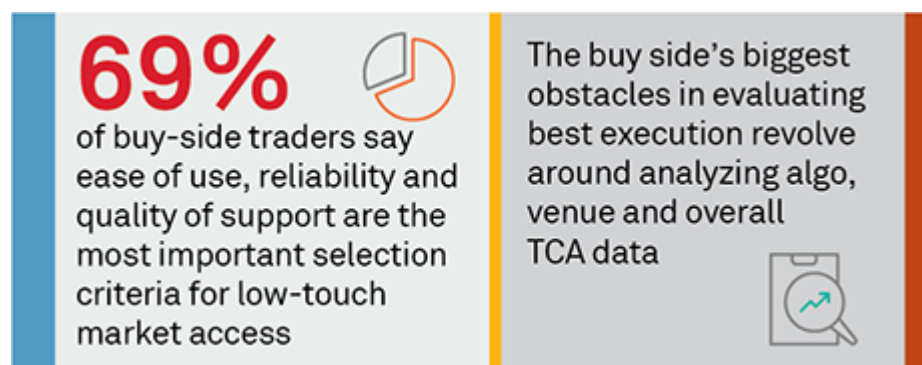 69%
of buy-side traders say
ease of use, reliability and
quality of support are the
most important selection
criteria for low-touch
market access
The buy side’s biggest
obstacles in evaluating
best execution revolve
around analyzing algo,
venue and overall
TCA data